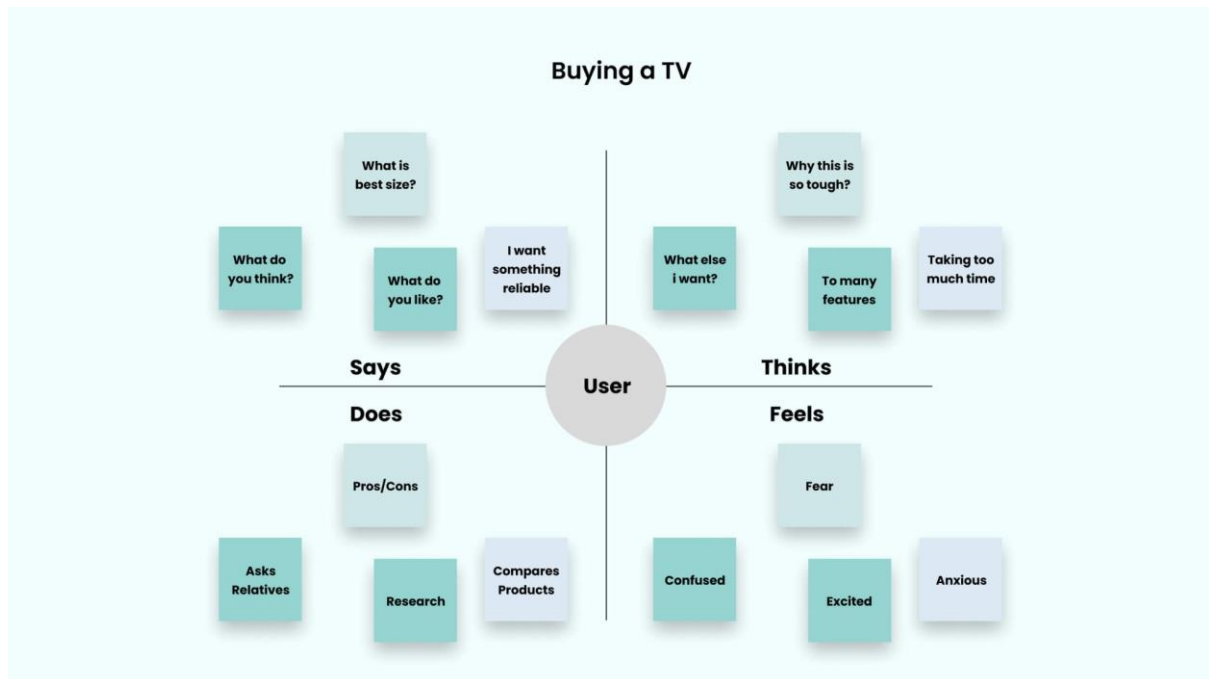 Buying a TV
What is
best size?
What do
you think?
What do
you like?
I want
something
reliable
Says
Why this is
so tough?
What else
i want?
To many
features
Taking too
much time
Thinks
User
Does
Pros/Cons
Asks
Relatives
Research
Compares
Products
Feels
Fear
Confused
Excited
Anxious